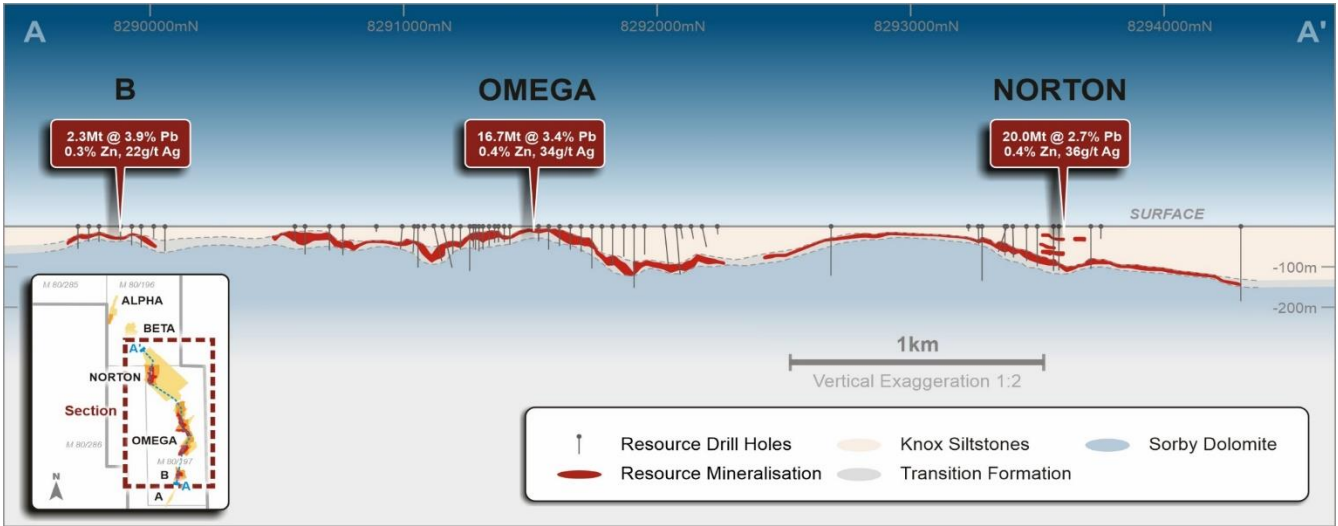 A
8290000mN
8291000mN
8292000mN
8293000mN
8294000mN
A'
B
OMEGA
NORTON
2.3Mt @ 3.9% Pb
0.3% Zn, 22g/t Ag
16.7Mt @ 3.4% Pb
0.4% Zn, 34g/t Ag
20.0Mt @ 2.7% Pb
0.4% Zn, 36g/t Ag
SURFACE
-100m
-200m
M 80/285
M 80/196
ALPHA
BETA
A'
NORTON
Section
OMEGA
M 80/286
M 80/197
B
A
A
N
1km
Vertical Exaggeration 1:2
Resource Drill Holes
Knox Siltstones
Sorby Dolomite
Resource Mineralisation
Transition Formation